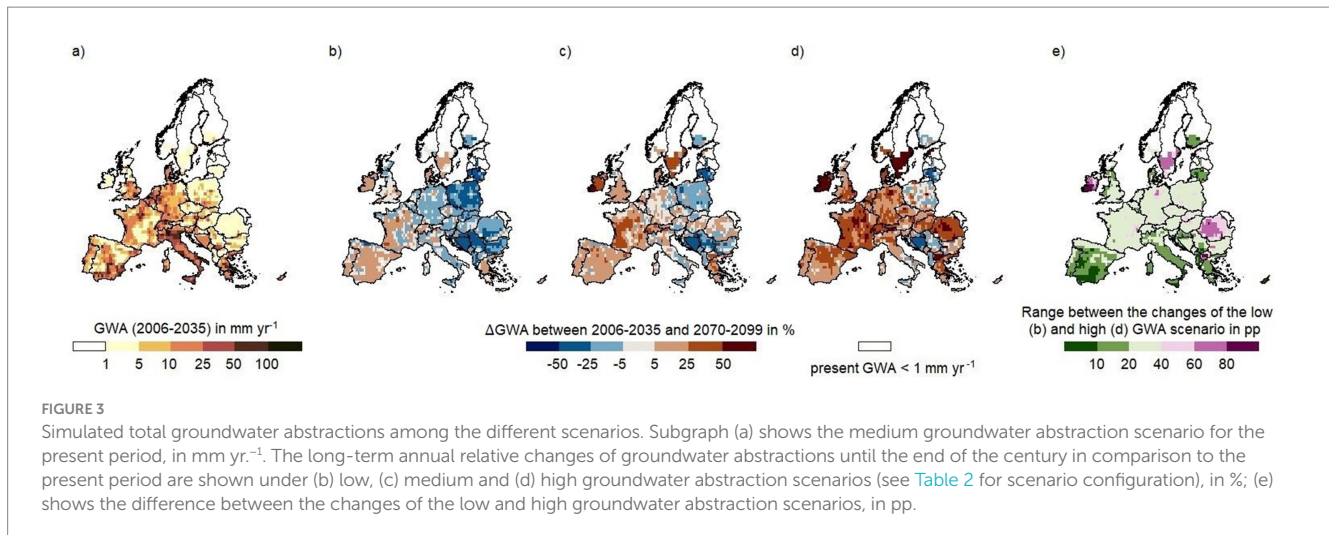 a)
b)
c)
d)
e)
GWA (2006-2035) in mm yr⁻¹
1 5 10 25 50 100
ΔGWA between 2006-2035 and 2070-2099 in %
-50 -25 -5 5 25 50
present GWA < 1 mm yr⁻¹
Range between the changes of the low
(b) and high (d) GWA scenario in pp
10 20 40 60 80
FIGURE 3
Simulated total groundwater abstractions among the different scenarios. Subgraph (a) shows the medium groundwater abstraction scenario for the
present period, in mm yr.⁻¹. The long-term annual relative changes of groundwater abstractions until the end of the century in comparison to the
present period are shown under (b) low, (c) medium and (d) high groundwater abstraction scenarios (see Table 2 for scenario configuration), in %; (e)
shows the difference between the changes of the low and high groundwater abstraction scenarios, in pp.